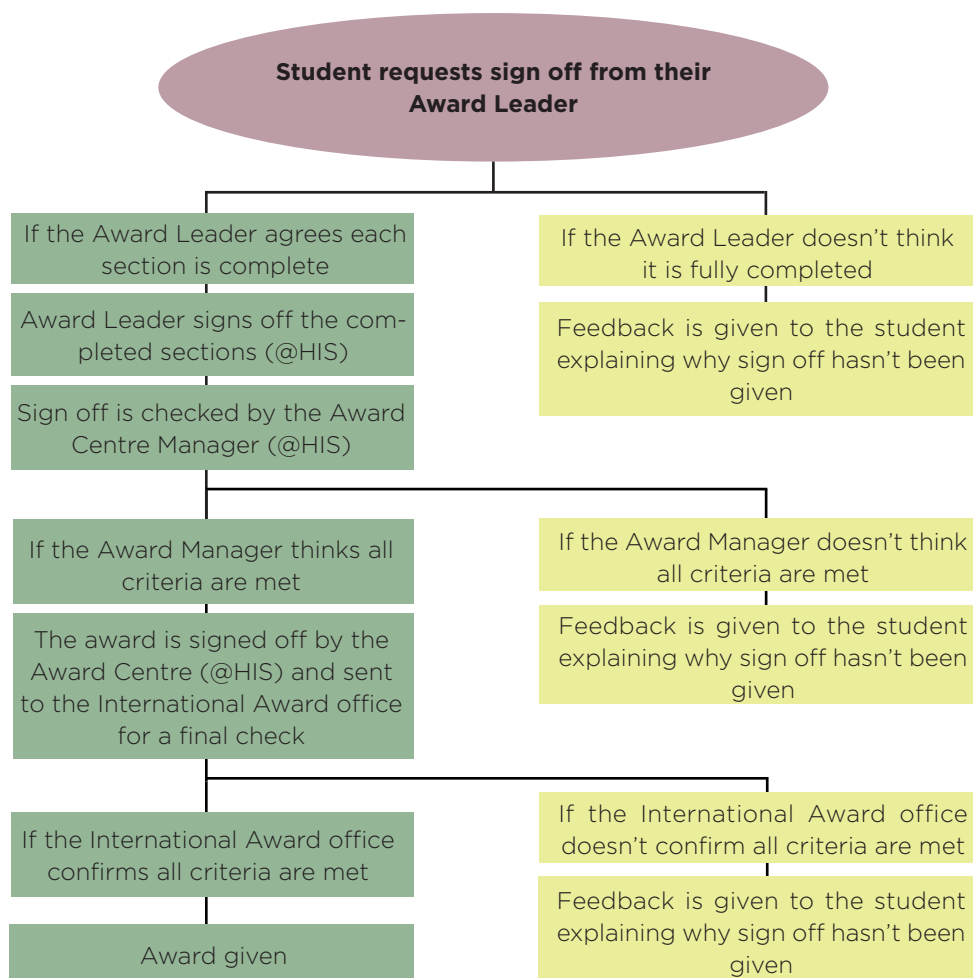 Student requests sign off from their
Award Leader
If the Award Leader agrees each
section is complete
If the Award Leader doesn’t think
it is fully completed
Award Leader signs off the com-
pleted sections (@HIS)
Feedback is given to the student
explaining why sign off hasn’t been
given
Sign off is checked by the Award
Centre Manager (@HIS)
If the Award Manager thinks all
criteria are met
If the Award Manager doesn’t think
all criteria are met
The award is signed off by the
Award Centre (@HIS) and sent
to the International Award office
for a final check
Feedback is given to the student
explaining why sign off hasn’t been
given
If the International Award office
confirms all criteria are met
If the International Award office
doesn’t confirm all criteria are met
Award given
Feedback is given to the student
explaining why sign off hasn’t been
given